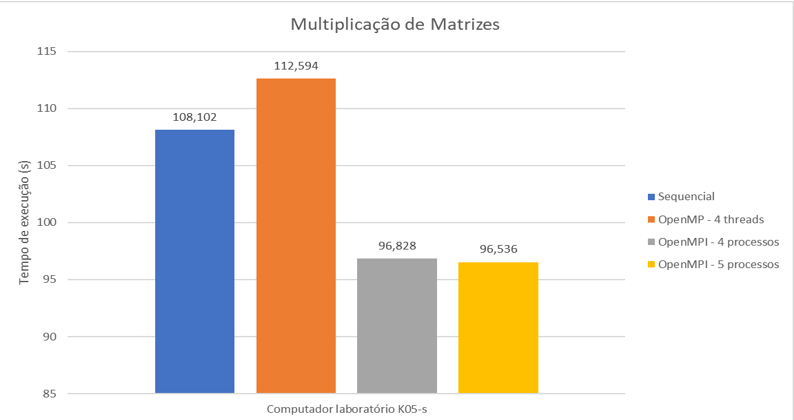 Multiplicação de Matrizes
115
110
105
100
95
90
85
Tempo de execução (s)
108,102
112,594
96,828
96,536
Computador laboratório K05-s
Sequencial
OpenMP - 4 threads
OpenMPI - 4 processos
OpenMPI - 5 processos